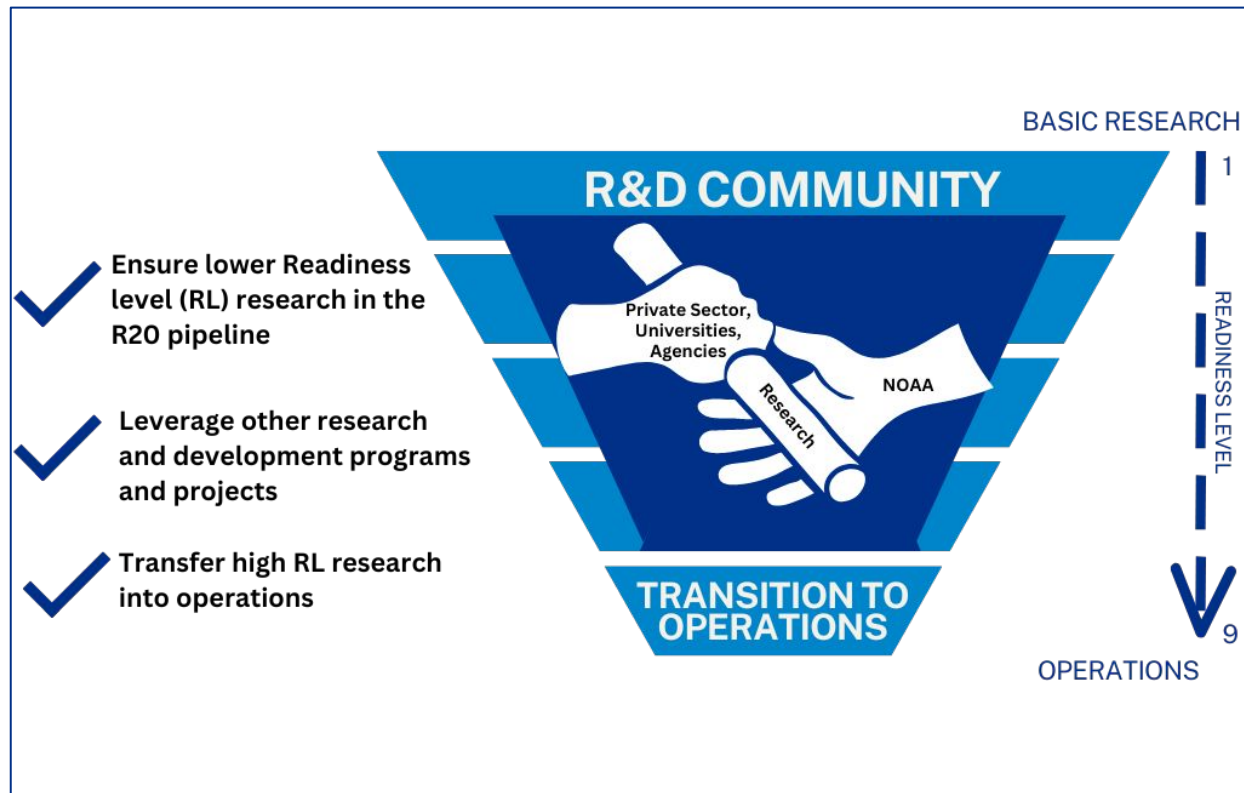 BASIC RESEARCH
1
R&D COMMUNITY
Ensure lower Readiness
level (RL) research in the
R20 pipeline
Private Sector,
Universities,
Agencies
NOAA
Research
READINESS LEVEL
Leverage other research
and development programs
and projects
Transfer high RL research
into operations
TRANSITION TO
OPERATIONS
9
OPERATIONS